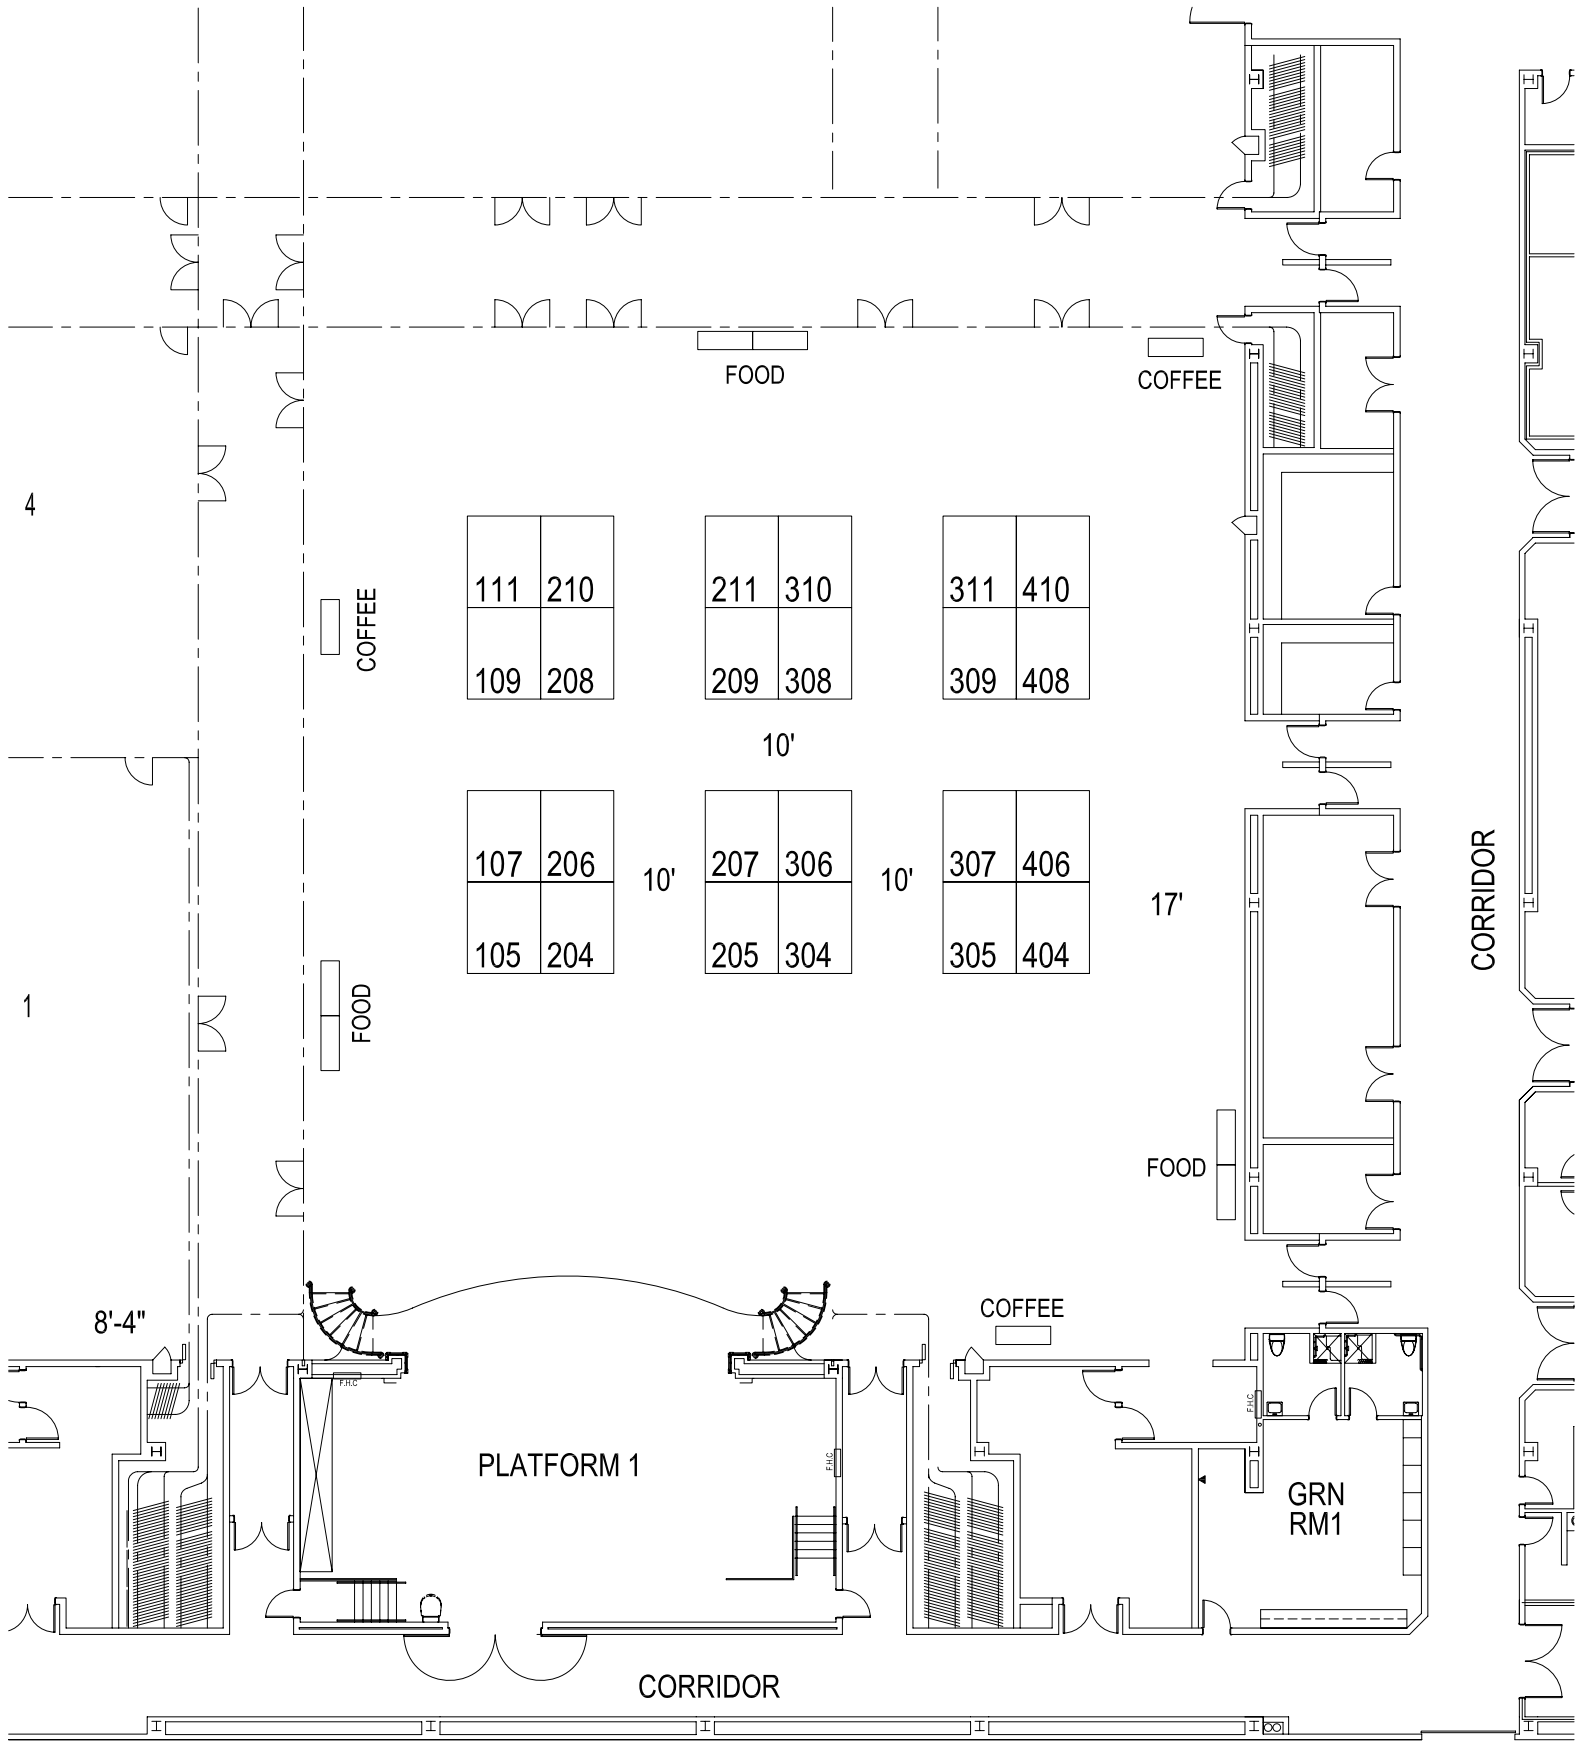 FOOD
COFFEE
4
111 210 211 310 311 410
COFFEE
109 208 209 308 309 408
10'
107 206 207 306 307 406
10' 10'
17'
CORRIDOR
105 204 205 304 305 404
1
FOOD
FOOD
COFFEE
8'-4"
F.H.C
F.H.C
PLATFORM 1
F.H.C
GRN
RM1
CORRIDOR